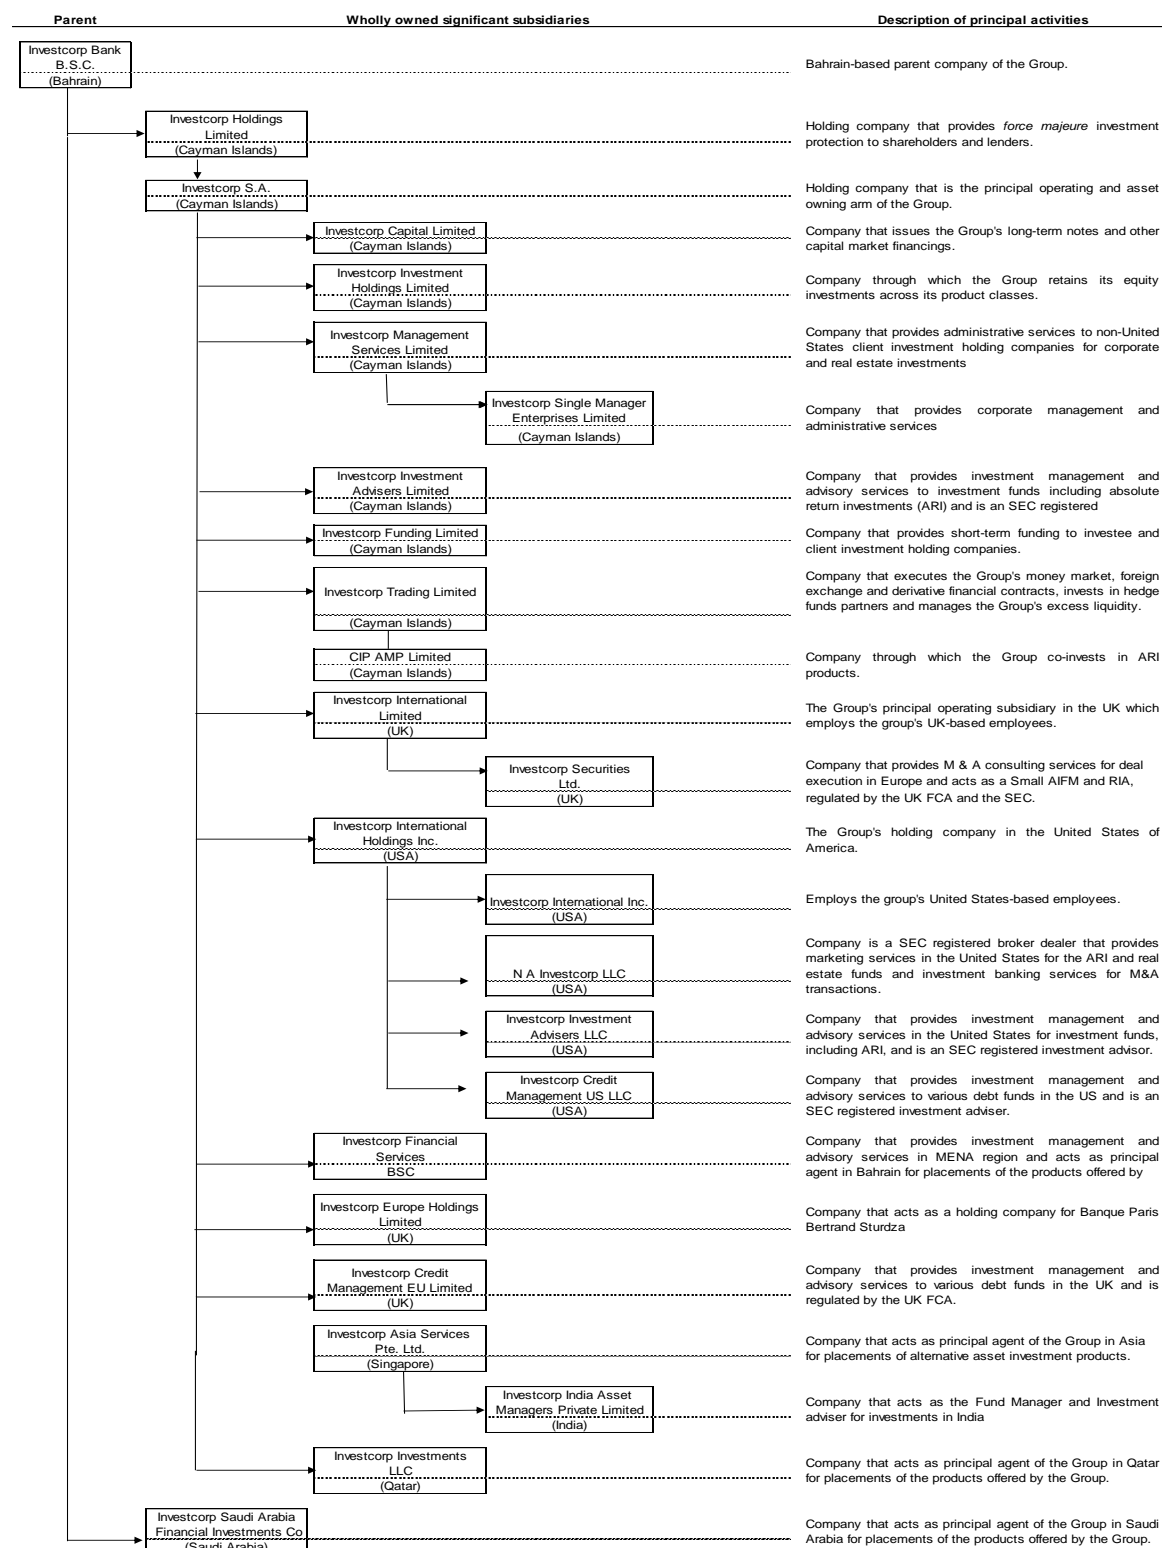 Parent Wholly owned significant subsidiaries Description of principal activities
Investcorp Bank
B.S.C.
(Bahrain)
Bahrain-based parent company of the Group.
Investcorp Holdings
Limited
(Cayman Islands)
Holding company that provides force majeure investment
protection to shareholders and lenders.
Investcorp S.A.
(Cayman Islands)
Holding company that is the principal operating and asset
owning arm of the Group.
Investcorp Capital Limited
(Cayman Islands)
Company that issues the Group's long-term notes and other
capital market financings.
Investcorp Investment
Holdings Limited
(Cayman Islands)
Company through which the Group retains its equity
investments across its product classes.
Investcorp Management
Services Limited
(Cayman Islands)
Company that provides administrative services to non-United
States client investment holding companies for corporate
and real estate investments
Investcorp Single Manager
Enterprises Limited
(Cayman Islands)
Company that provides corporate management and
administrative services
Investcorp Investment
Advisers Limited
(Cayman Islands)
Company that provides investment management and
advisory services to investment funds including absolute
return investments (ARI) and is an SEC registered
Investcorp Funding Limited
(Cayman Islands)
Company that provides short-term funding to investee and
client investment holding companies.
Investcorp Trading Limited
(Cayman Islands)
Company that executes the Group's money market, foreign
exchange and derivative financial contracts, invests in hedge
funds partners and manages the Group's excess liquidity.
CIP AMP Limited
(Cayman Islands)
Company through which the Group co-invests in ARI
products.
Investcorp International
Limited
(UK)
The Group's principal operating subsidiary in the UK which
employs the group's UK-based employees.
Investcorp Securities
Ltd.
(UK)
Company that provides M & A consulting services for deal
execution in Europe and acts as a Small AIFM and RIA,
regulated by the UK FCA and the SEC.
Investcorp International
Holdings Inc.
(USA)
The Group's holding company in the United States of
America.
Investcorp International Inc.
(USA)
Employs the group's United States-based employees.
N A Investcorp LLC
(USA)
Company is a SEC registered broker dealer that provides
marketing services in the United States for the ARI and real
estate funds and investment banking services for M&A
transactions.
Investcorp Investment
Advisers LLC
(USA)
Company that provides investment management and
advisory services in the United States for investment funds,
including ARI, and is an SEC registered investment advisor.
Investcorp Credit
Management US LLC
(USA)
Company that provides investment management and
advisory services to various debt funds in the US and is an
SEC registered investment adviser.
Investcorp Financial
Services
BSC
Company that provides investment management and
advisory services in MENA region and acts as principal
agent in Bahrain for placements of the products offered by
Investcorp Europe Holdings
Limited
(UK)
Company that acts as a holding company for Banque Paris
Bertrand Sturdza
Investcorp Credit
Management EU Limited
(UK)
Company that provides investment management and
advisory services to various debt funds in the UK and is
regulated by the UK FCA.
Investcorp Asia Services
Pte. Ltd.
(Singapore)
Company that acts as principal agent of the Group in Asia
for placements of alternative asset investment products.
Investcorp India Asset
Managers Private Limited
(India)
Company that acts as the Fund Manager and Investment
adviser for investments in India
Investcorp Investments
LLC
(Qatar)
Company that acts as principal agent of the Group in Qatar
for placements of the products offered by the Group.
Investcorp Saudi Arabia
Financial Investments Co
(Saudi Arabia)
Company that acts as principal agent of the Group in Saudi
Arabia for placements of the products offered by the Group.